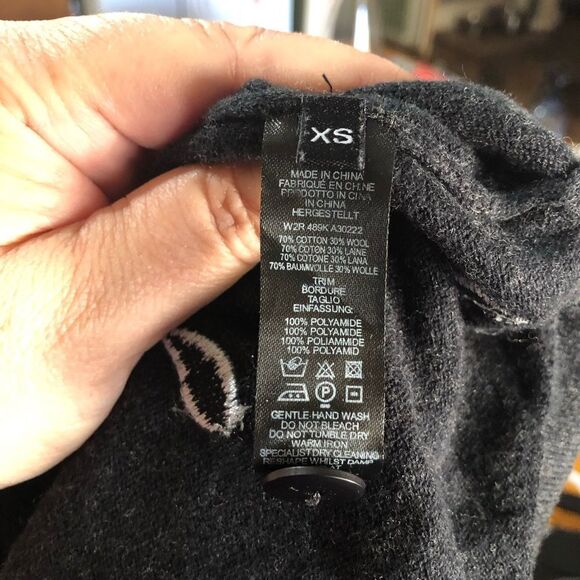 XS
MADE IN CHINA
FABRIQUÉ EN CHINE
PRODOTTO IN CINA
IN CHINA
HERGESTELLT
W2R 489K A30222
70% COTTON 30% WOOL
70% COTON 30% LAINE
70% COTONE 30% LANA
70% BAUMWOLLE 30% WOLLE
TRIM
BORDURE
TAGLIO
EINFASSUNG:
100% POLYAMIDE
100% POLYAMIDE
100% POLIAMMIDE
100% POLYAMID
P
GENTLE HAND WASH
DO NOT BLEACH
DO NOT TUMBLE DRY
WARM IRON
SPECIALIST DRY CLEANING
RESHAPE WHILST DAMP